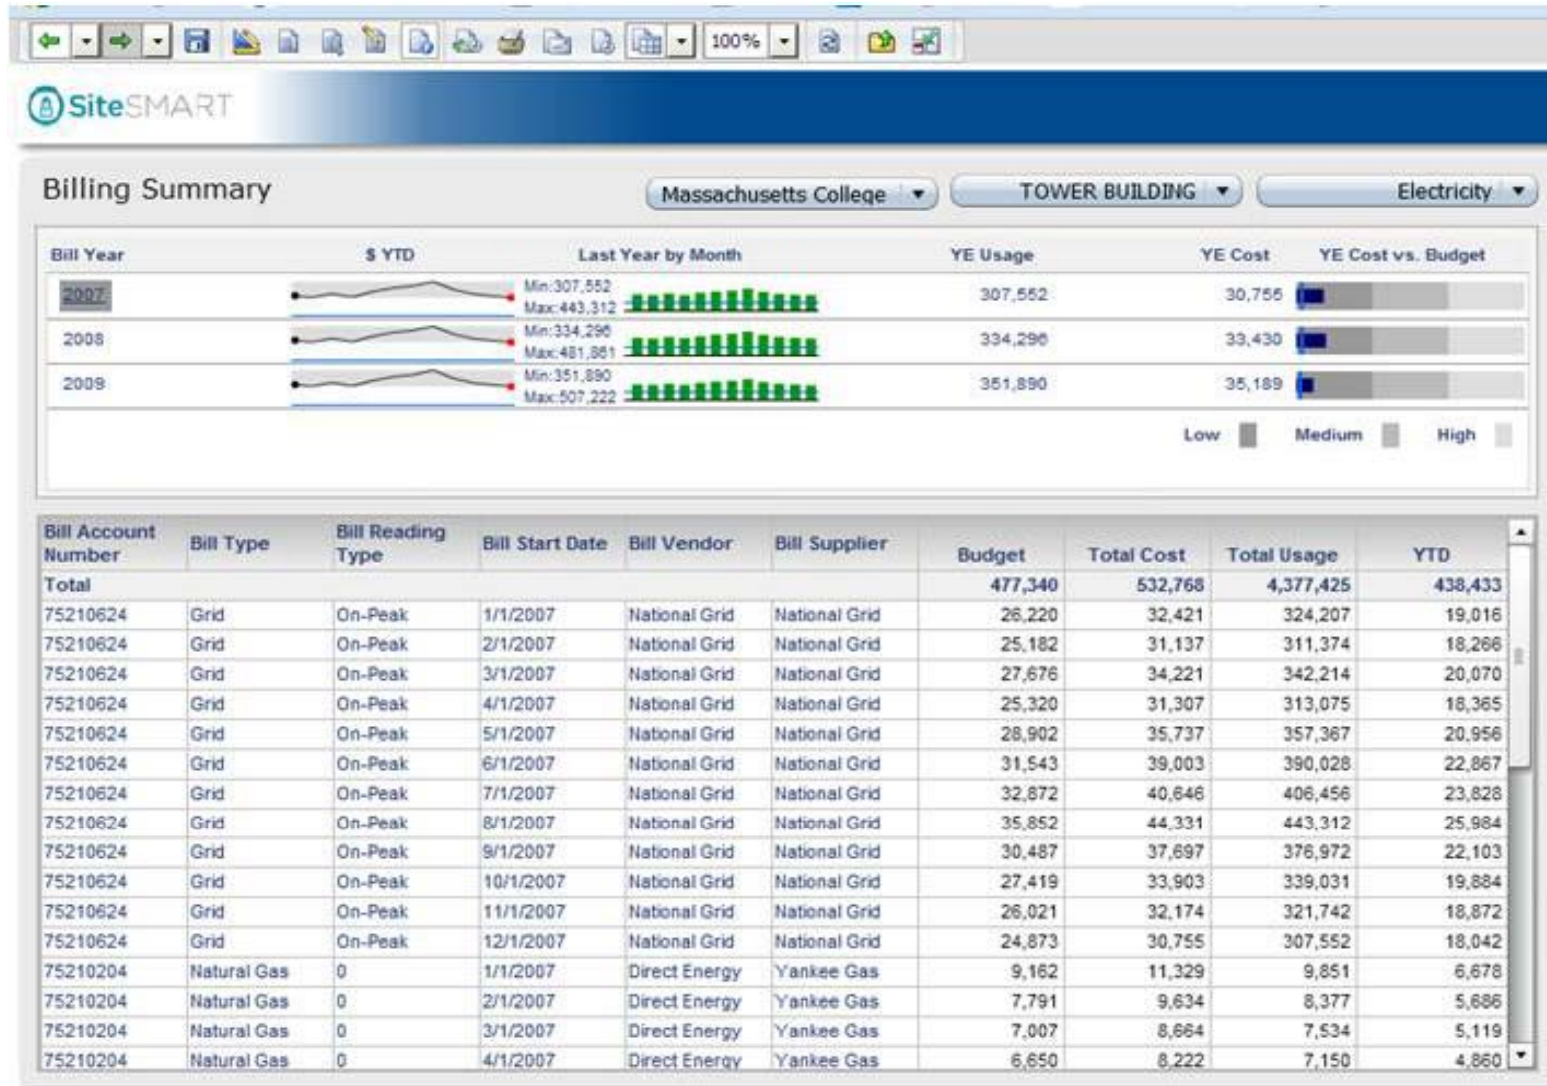 100%
SiteSMART
Billing Summary
Massachusetts College
TOWER BUILDING
Electricity
Bill Year $ YTD Last Year by Month YE Usage YE Cost YE Cost vs. Budget
2007 Min:307,552 Max:443,312 307,552 30,755
2008 Min:334,296 Max:481,861 334,296 33,430
2009 Min:351,890 Max:507,222 351,890 35,189
Low Medium High
Bill Account Number Bill Type Bill Reading Type Bill Start Date Bill Vendor Bill Supplier Budget Total Cost Total Usage YTD
Total 477,340 532,768 4,377,425 438,433
75210624 Grid On-Peak 1/1/2007 National Grid National Grid 26,220 32,421 324,207 19,016
75210624 Grid On-Peak 2/1/2007 National Grid National Grid 25,182 31,137 311,374 18,266
75210624 Grid On-Peak 3/1/2007 National Grid National Grid 27,676 34,221 342,214 20,070
75210624 Grid On-Peak 4/1/2007 National Grid National Grid 25,320 31,307 313,075 18,365
75210624 Grid On-Peak 5/1/2007 National Grid National Grid 28,902 35,737 357,367 20,956
75210624 Grid On-Peak 6/1/2007 National Grid National Grid 31,543 39,003 390,028 22,867
75210624 Grid On-Peak 7/1/2007 National Grid National Grid 32,872 40,646 406,456 23,828
75210624 Grid On-Peak 8/1/2007 National Grid National Grid 35,852 44,331 443,312 25,984
75210624 Grid On-Peak 9/1/2007 National Grid National Grid 30,487 37,697 376,972 22,103
75210624 Grid On-Peak 10/1/2007 National Grid National Grid 27,419 33,903 339,031 19,884
75210624 Grid On-Peak 11/1/2007 National Grid National Grid 26,021 32,174 321,742 18,872
75210624 Grid On-Peak 12/1/2007 National Grid National Grid 24,873 30,755 307,552 18,042
75210204 Natural Gas 0 1/1/2007 Direct Energy Yankee Gas 9,162 11,329 9,851 6,678
75210204 Natural Gas 0 2/1/2007 Direct Energy Yankee Gas 7,791 9,634 8,377 5,686
75210204 Natural Gas 0 3/1/2007 Direct Energy Yankee Gas 7,007 8,664 7,534 5,119
75210204 Natural Gas 0 4/1/2007 Direct Energy Yankee Gas 6,650 8,222 7,150 4,860